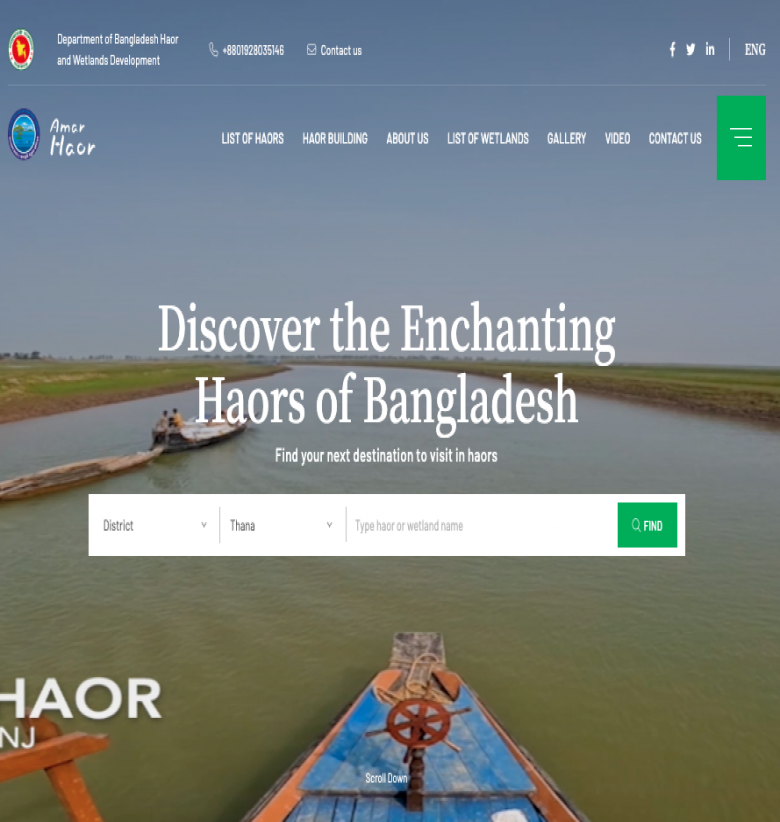 Department of Bangladesh Haor
and Wetlands Development
+8801928035146
Contact us
ENG
Amar
Haor
LIST OF HAORS
HAOR BUILDING
ABOUT US
LIST OF WETLANDS
GALLERY
VIDEO
CONTACT US
Discover the Enchanting
Haors of Bangladesh
Find your next destination to visit in haors
District
Thana
Type haor or wetland name
FIND
HAOR
NJ
Scroll Down